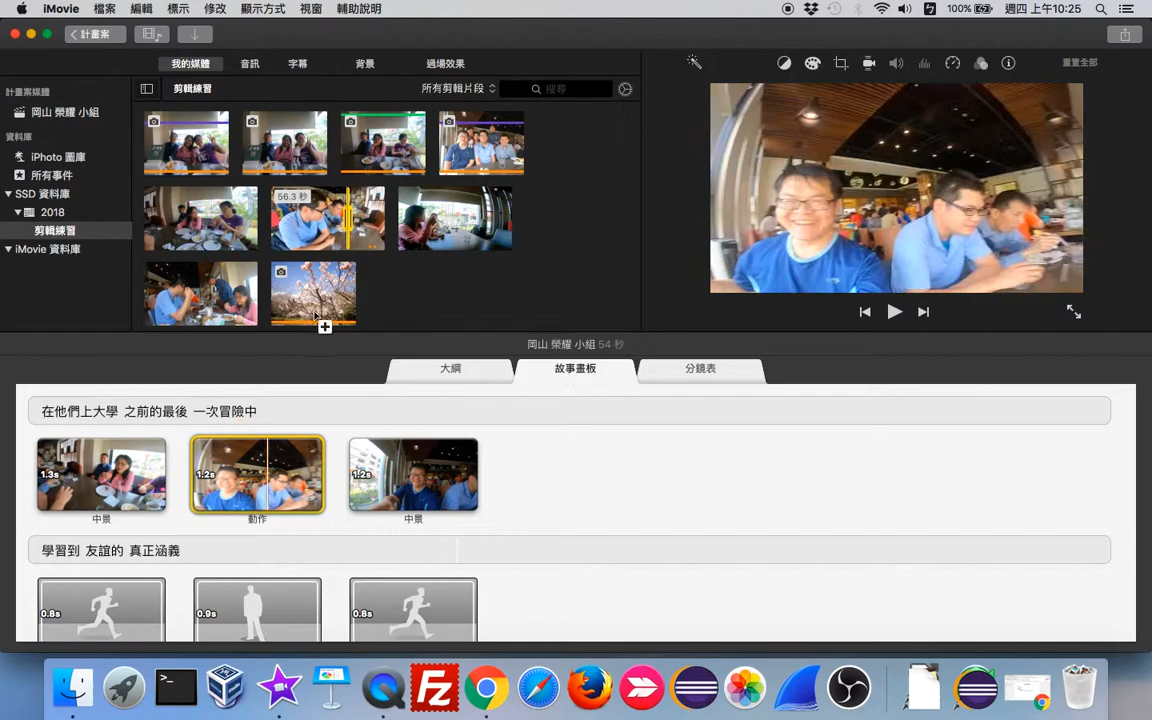 iMovie 檔案 編輯 標示 修改 顯示方式 視窗 輔助說明 100% 週四 上午10:25
計畫案
我的媒體 音訊 字幕 背景 過場效果
重置全部
計畫案媒體
岡山 榮耀 小組
資料庫
iPhoto 圖庫
所有事件
SSD 資料庫
2018
剪輯練習
iMovie 資料庫
剪輯練習 所有剪輯片段 搜尋
56.3 秒
岡山 榮耀 小組 54 秒
大綱 故事畫板 分鏡表
在他們上大學 之前的最後 一次冒險中
1.3s 1.2s 1.2s
中景 動作 中景
學習到 友誼的 真正涵義
0.8s 0.9s 0.8s